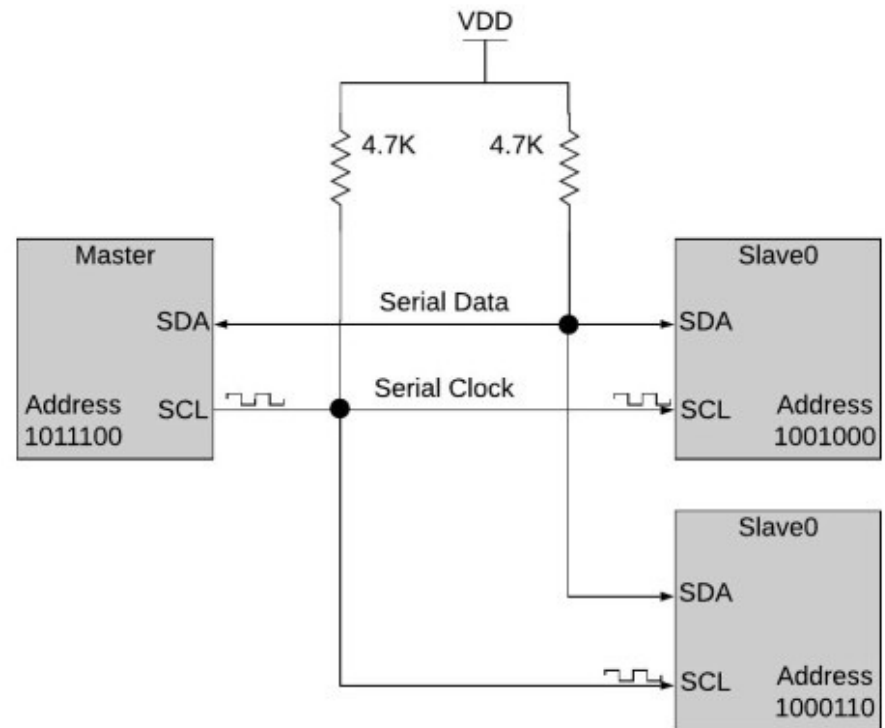 VDD
4.7K
4.7K
Master
SDA
SCL
Address
1011100
Serial Data
Serial Clock
Slave0
SDA
SCL
Address
1001000
Slave0
SDA
SCL
Address
1000110